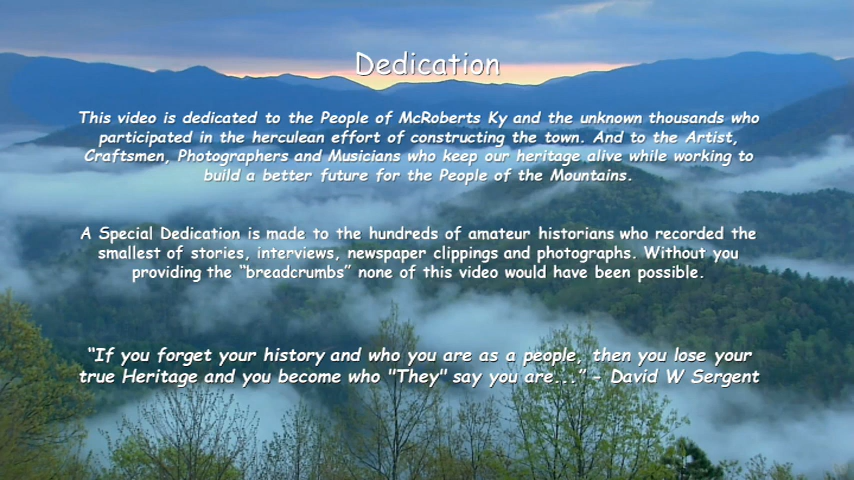 Dedication
This video is dedicated to the People of McRoberts Ky and the unknown thousands who
participated in the herculean effort of constructing the town. And to the Artist,
Craftsmen, Photographers and Musicians who keep our heritage alive while working to
build a better future for the People of the Mountains.
A Special Dedication is made to the hundreds of amateur historians who recorded the
smallest of stories, interviews, newspaper clippings and photographs. Without you
providing the “breadcrumbs” none of this video would have been possible.
“If you forget your history and who you are as a people, then you lose your
true Heritage and you become who "They" say you are...” - David W Sergent